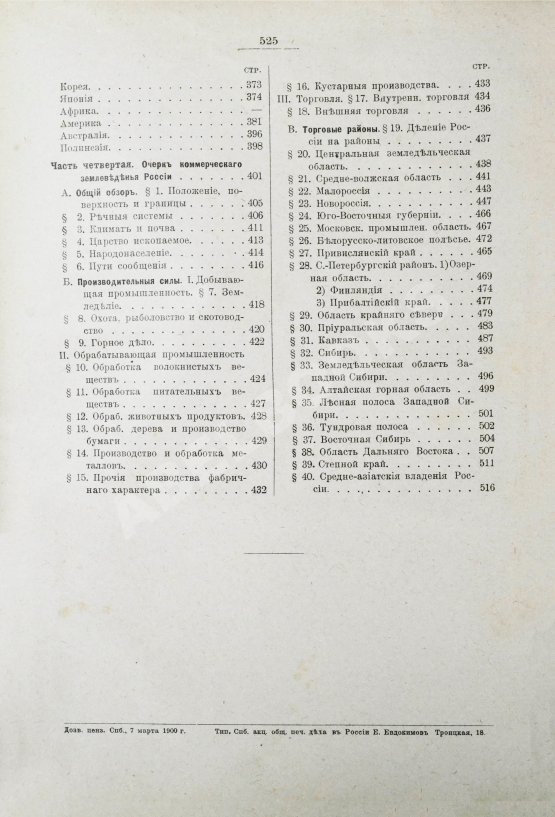 525
СТР.
Корея. . . . . . . . . . . . . . . . . 373
Японія . . . . . . . . . . . . . . . . 374
Африка. . . . . . . . . . . . . . . . —
Америка . . . . . . . . . . . . . . . 381
Австралія. . . . . . . . . . . . . . . 396
Полинезія . . . . . . . . . . . . . . 398
Часть четвертая. Очеркъ коммерческаго
землевѣдѣнья Россіи . . . . . . . . 401
А. Общій обзоръ. § 1. Положеніе, по-
верхность и границы . . . . . . . . 405
§ 2. Рѣчныя системы . . . . . . . . 406
§ 3. Климатъ и почва . . . . . . . . 411
§ 4. Царство ископаемое. . . . . . . 413
§ 5. Народонаселеніе. . . . . . . . . 414
§ 6. Пути сообщенія . . . . . . . . . 416
Б. Производительныя силы. I. Добываю-
щая промышленность. § 7. Зем-
ледѣліе. . . . . . . . . . . . . . . . 418
§ 8. Охота, рыболовство и скотовод-
ство . . . . . . . . . . . . . . . . . 420
§ 9. Горное дѣло. . . . . . . . . . . 422
II. Обрабатывающая промышленность
§ 10. Обработка волокнистыхъ ве-
ществъ . . . . . . . . . . . . . . . . 424
§ 11. Обработка питательныхъ ве-
ществъ . . . . . . . . . . . . . . . . 427
§ 12. Обраб. животныхъ продуктовъ. 428
§ 13. Обраб. дерева и производство
бумаги . . . . . . . . . . . . . . . . 429
§ 14. Производство и обработка ме-
талловъ. . . . . . . . . . . . . . . . 430
§ 15. Прочія производства фабрич-
наго характера . . . . . . . . . . . 432
СТР.
§ 16. Кустарныя производства. . . . 433
III. Торговля. § 17. Внутренн. торговля 434
§ 18. Внѣшняя торговля . . . . . . . 436
В. Торговые районы. § 19. Дѣленіе Рос-
сіи на районы . . . . . . . . . . . . 437
§ 20. Центральная земледѣльческая
область. . . . . . . . . . . . . . . . 438
§ 21. Средне-волжская область . . . . 441
§ 22. Малороссія . . . . . . . . . . . 443
§ 23. Новороссія. . . . . . . . . . . . 447
§ 24. Юго-Восточныя губерніи. . . . 466
§ 25. Московск. промышлен. область. 467
§ 26. Бѣлорусско-литовское полѣсье. 472
§ 27. Привислянскій край. . . . . . . 465
§ 28. С.-Петербургскій районъ. 1) Озер-
ная область. . . . . . . . . . . . . . 469
2) Финляндія . . . . . . . . . . . . 474
3) Прибалтійскій край. . . . . . . . 477
§ 29. Область крайняго сѣвера . . . . 479
§ 30. Пріуральская область. . . . . . 483
§ 31. Кавказъ . . . . . . . . . . . . . 487
§ 32. Сибирь. . . . . . . . . . . . . . 493
§ 33. Земледѣльческая область За-
падной Сибири. . . . . . . . . . . . 496
§ 34. Алтайская горная область . . . 499
§ 35. Лѣсная полоса Западной Си-
бири. . . . . . . . . . . . . . . . . . 501
§ 36. Тундровая полоса . . . . . . . . 502
§ 37. Восточная Сибирь . . . . . . . . 504
§ 38. Область Дальняго Востока . . . 507
§ 39. Степной край. . . . . . . . . . . 511
§ 40. Средне-азіатскія владенія Рос-
сіи. . . . . . . . . . . . . . . . . . . 516
Дозв. ценз. Спб., 7 марта 1900 г. Тип. Спб. акц. общ. печ. дѣла въ Россіи Е. Евдокимовъ Троицкая, 18.